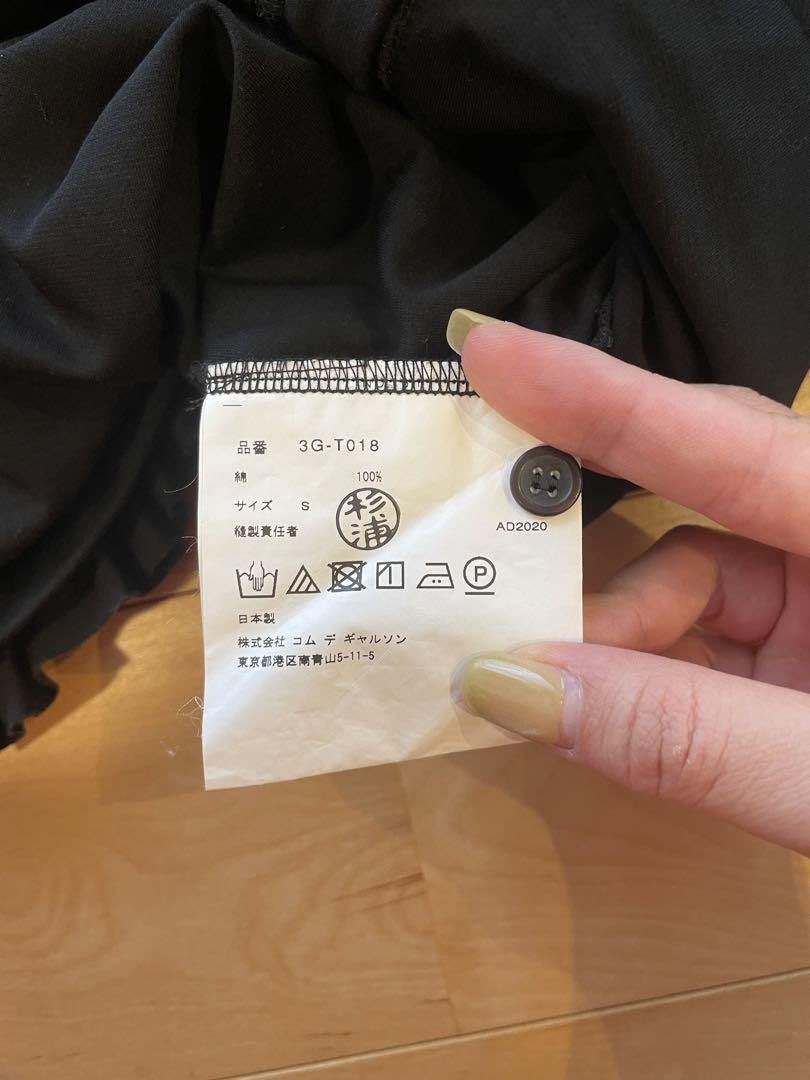 品番 3G-T018
綿 100%
サイズ S
杉浦
縫製責任者
AD2020
P
日本製
株式会社 コム デ ギャルソン
東京都港区南青山5-11-5